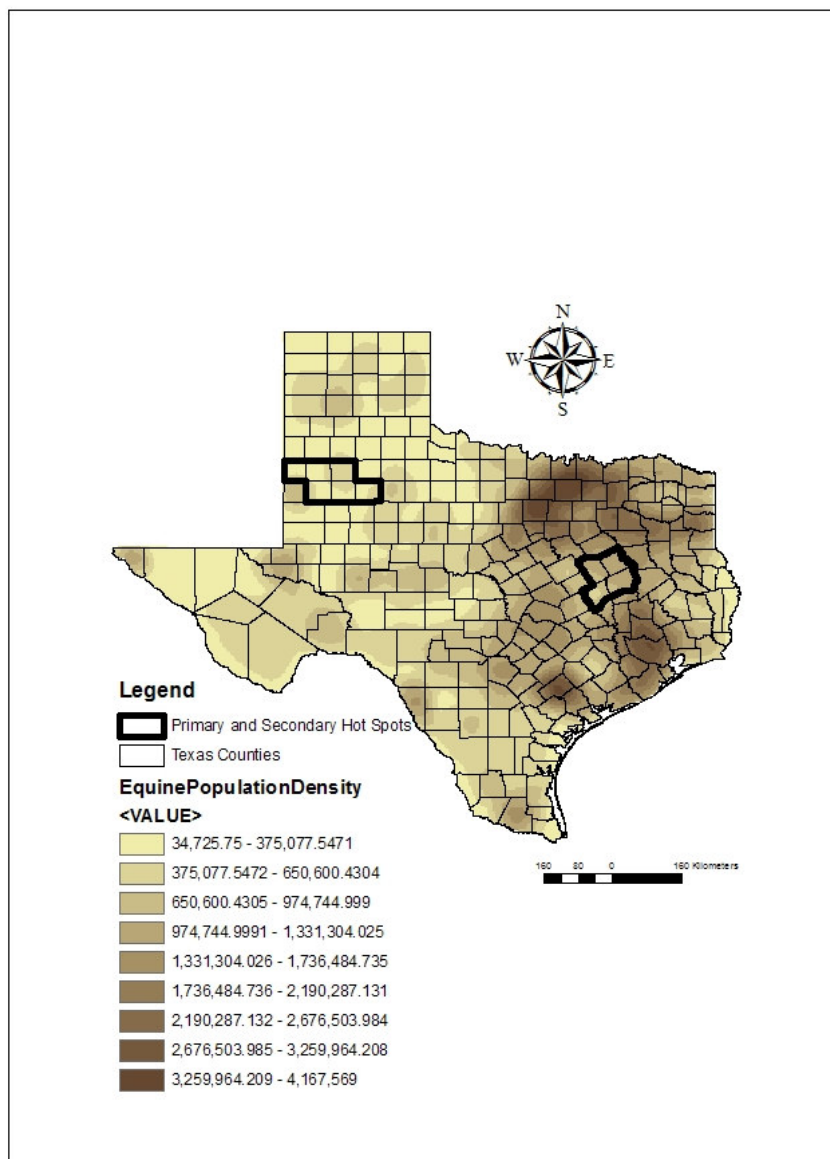 N
W E
S
Legend
Primary and Secondary Hot Spots
Texas Counties
EquinePopulationDensity
<VALUE>
34,725.75 - 375,077.5471
375,077.5472 - 650,600.4304
650,600.4305 - 974,744.999
974,744.9991 - 1,331,304.025
1,331,304.026 - 1,736,484.735
1,736,484.736 - 2,190,287.131
2,190,287.132 - 2,676,503.984
2,676,503.985 - 3,259,964.208
3,259,964.209 - 4,167,569
160 80 0 160 Kilometers